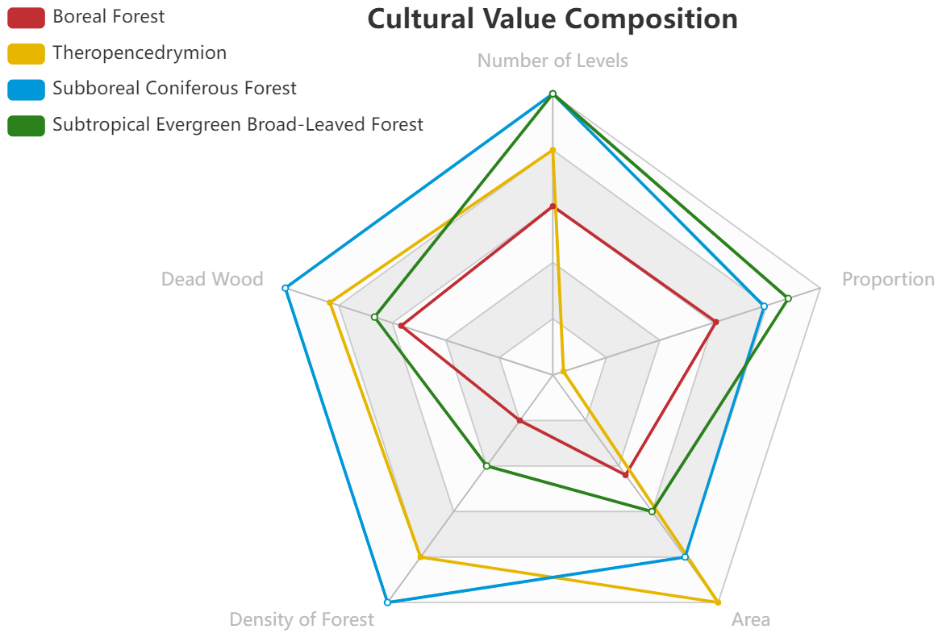 Cultural Value Composition
Boreal Forest
Theropencedrymion
Subboreal Coniferous Forest
Subtropical Evergreen Broad-Leaved Forest
Number of Levels
Dead Wood
Proportion
Density of Forest
Area